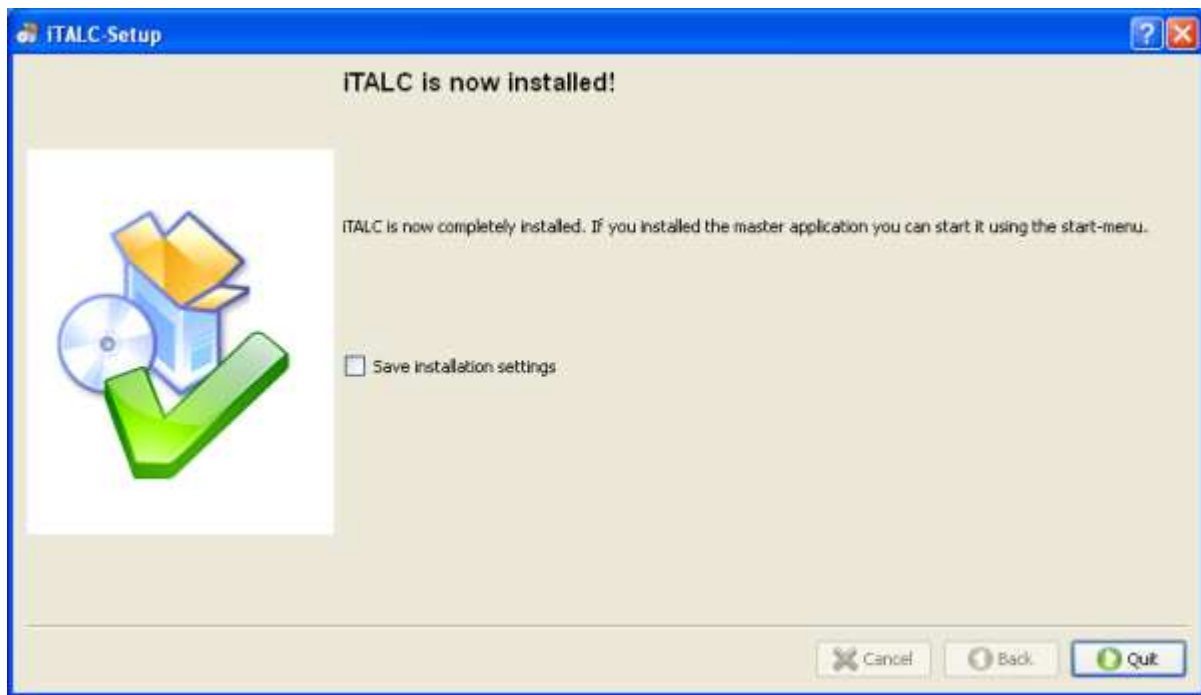 iTALC-Setup
iTALC is now installed!
iTALC is now completely installed. If you installed the master application you can start it using the start-menu.
Save installation settings
Cancel
Back
Quit